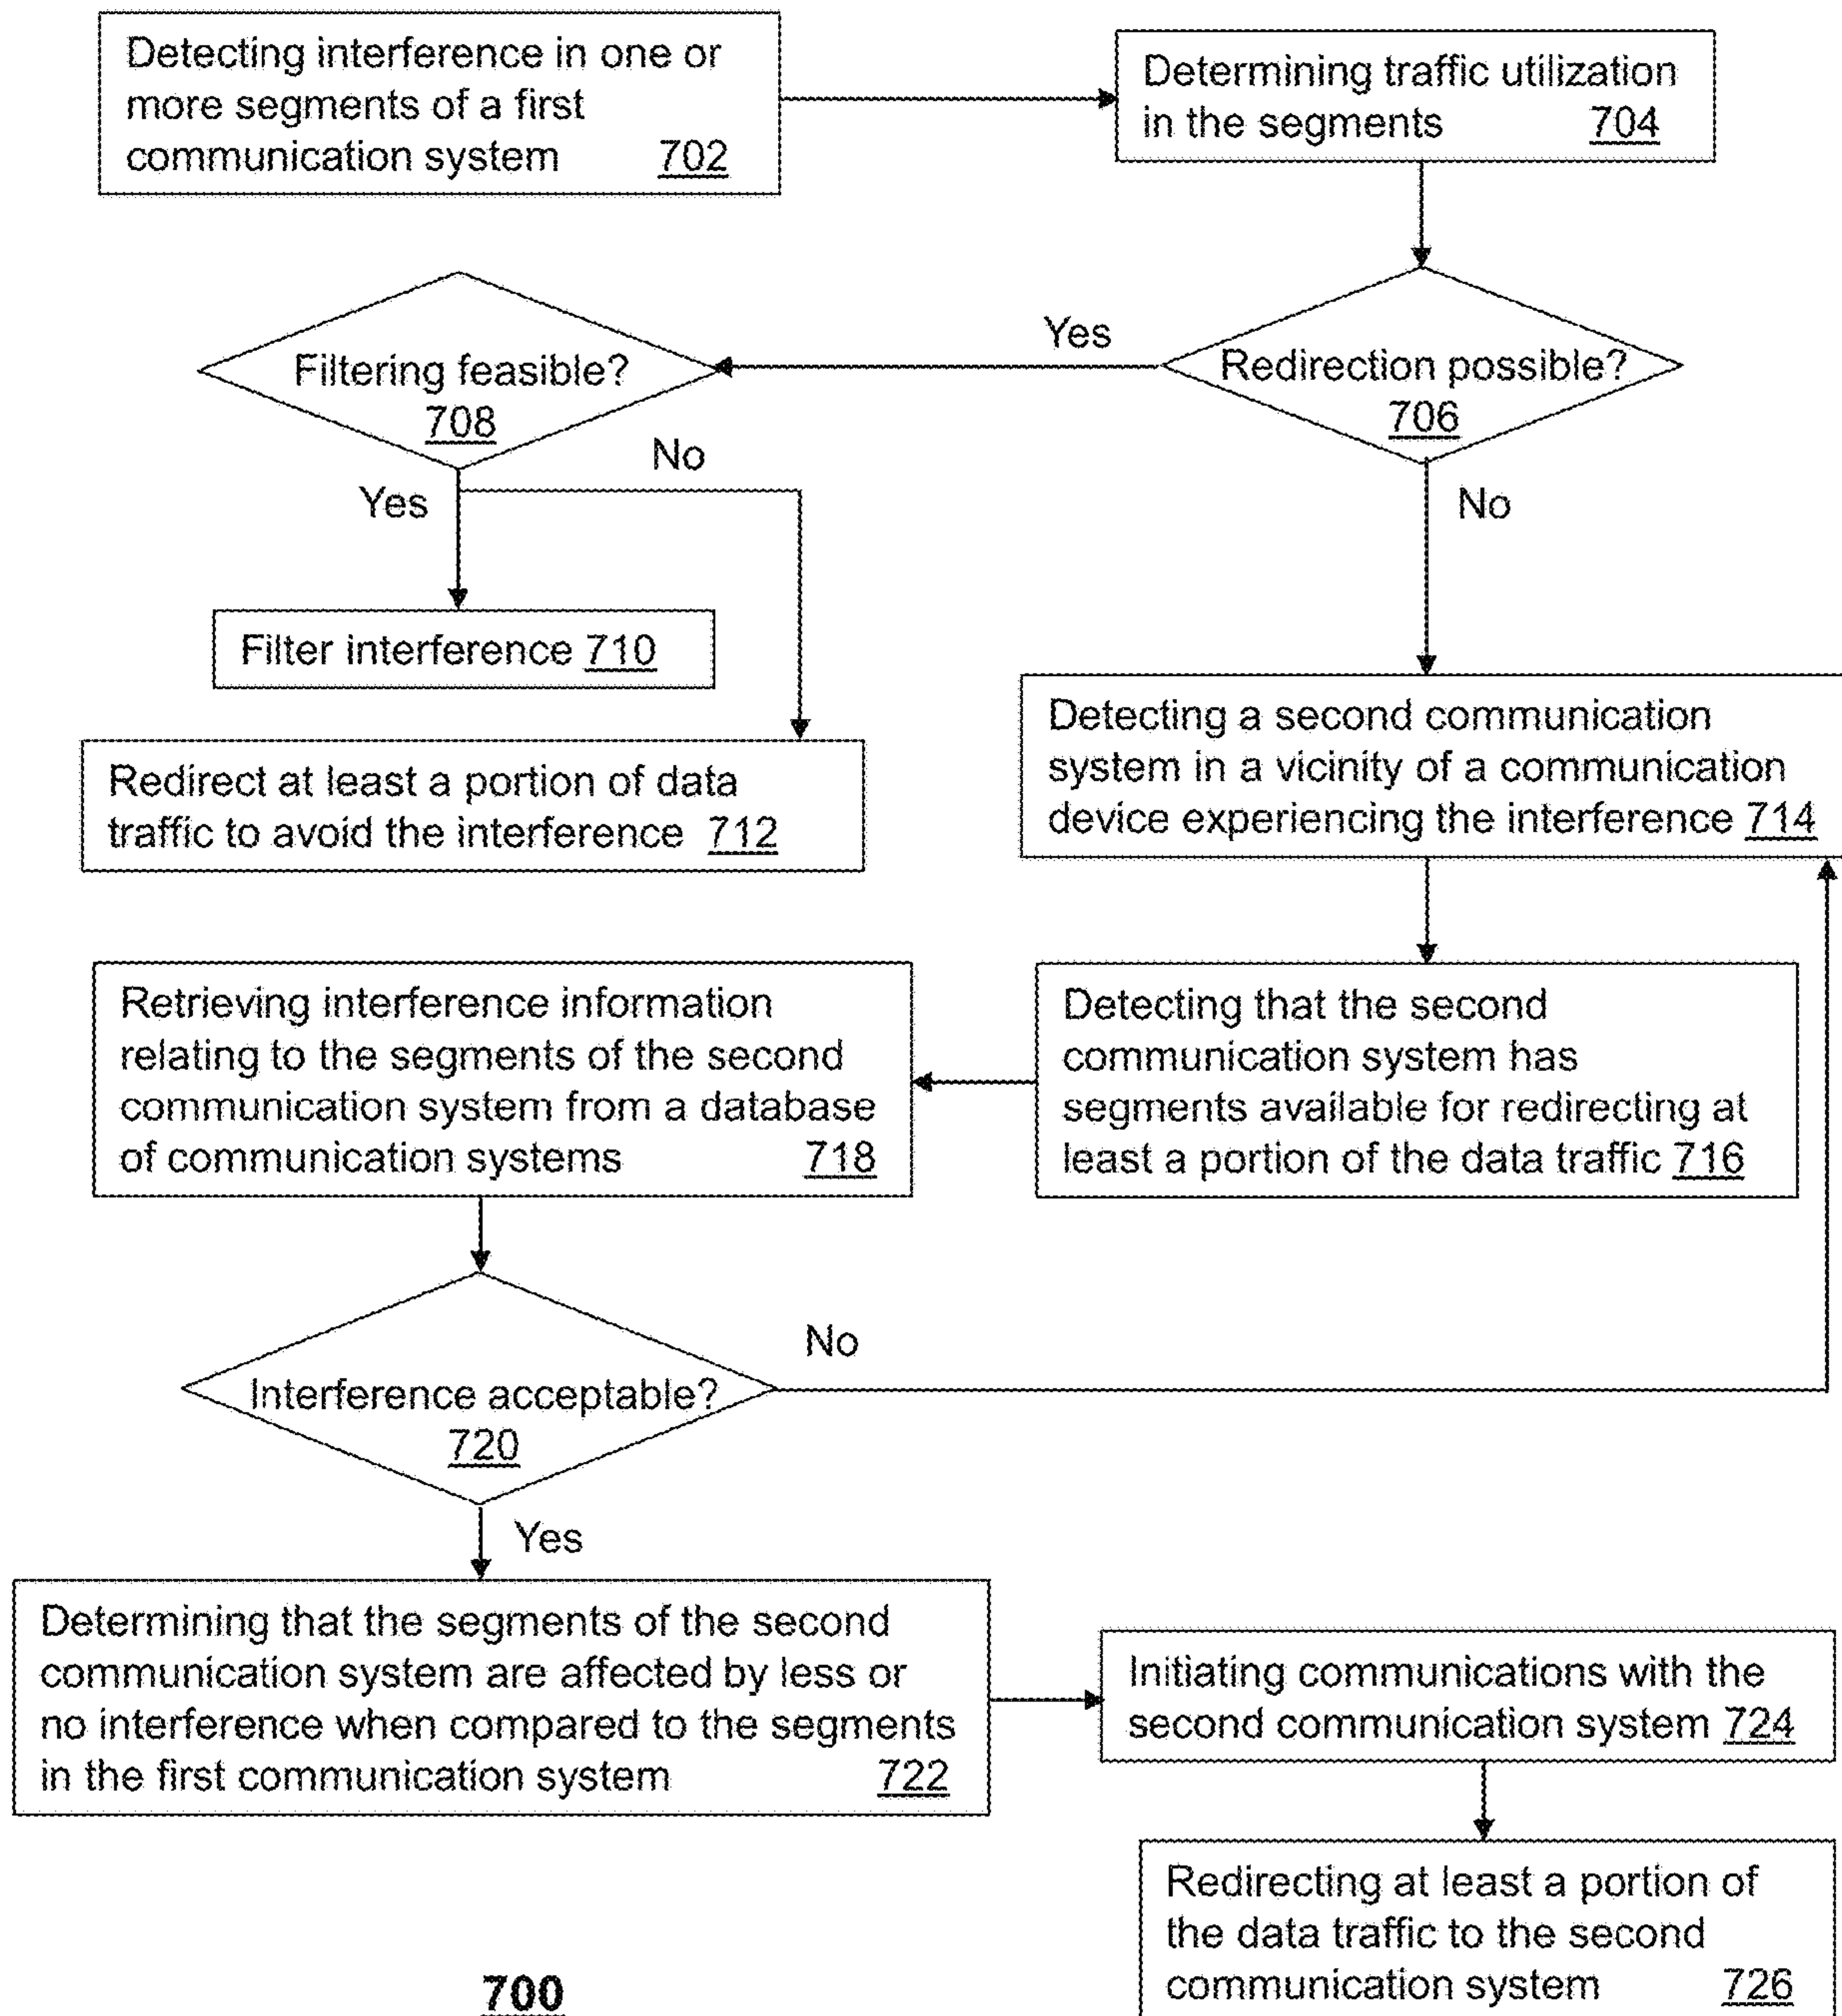 Detecting interference in one or
more segments of a first
communication system 702
Determining traffic utilization
in the segments 704
Redirection possible?
706
Yes
No
Filtering feasible?
708
No
Yes
Filter interference 710
Redirect at least a portion of data
traffic to avoid the interference 712
Detecting a second communication
system in a vicinity of a communication
device experiencing the interference 714
Detecting that the second
communication system has
segments available for redirecting at
least a portion of the data traffic 716
Retrieving interference information
relating to the segments of the second
communication system from a database
of communication systems 718
Interference acceptable?
720
No
Yes
Determining that the segments of the second
communication system are affected by less or
no interference when compared to the segments
in the first communication system 722
Initiating communications with the
second communication system 724
Redirecting at least a portion of
the data traffic to the second
communication system 726
700